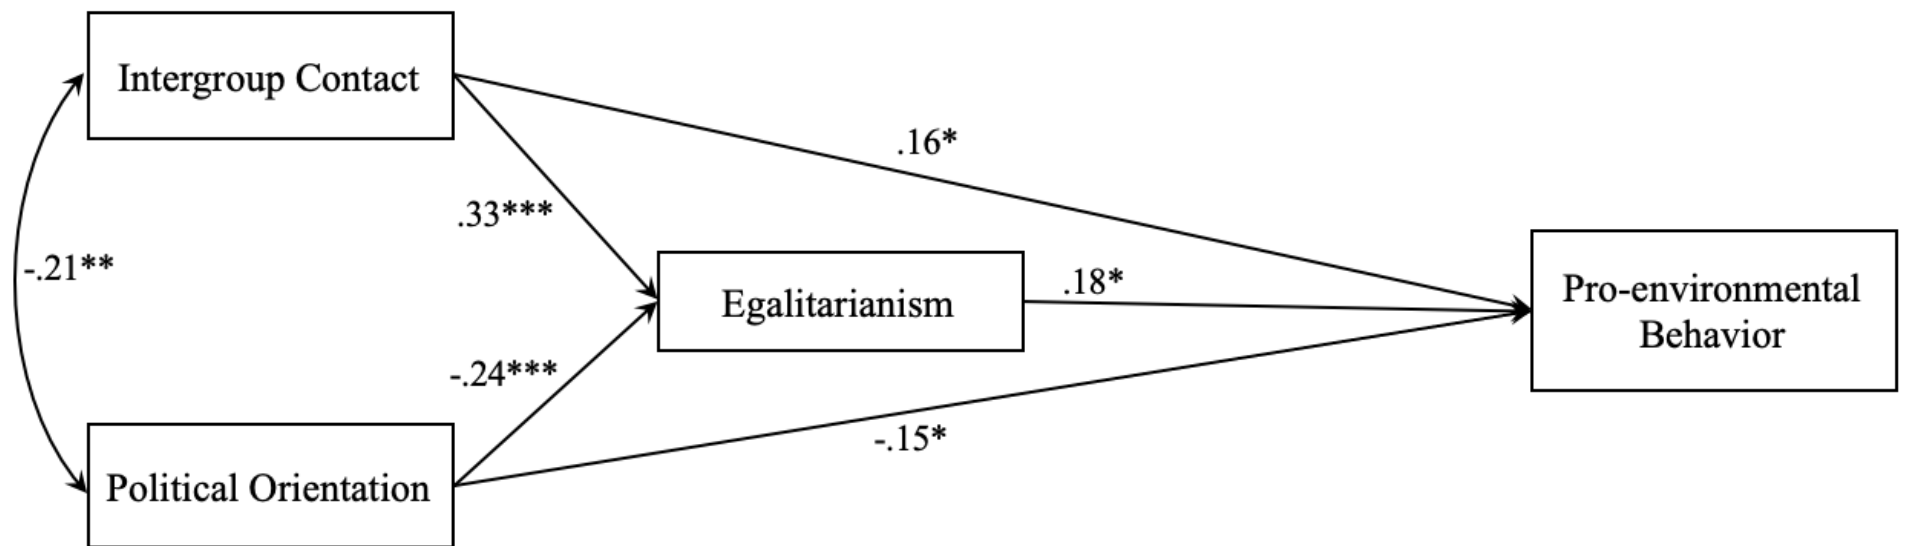 Intergroup Contact
.16*
.33***
-.21**
Egalitarianism
.18*
Pro-environmental
Behavior
-.24***
-.15*
Political Orientation